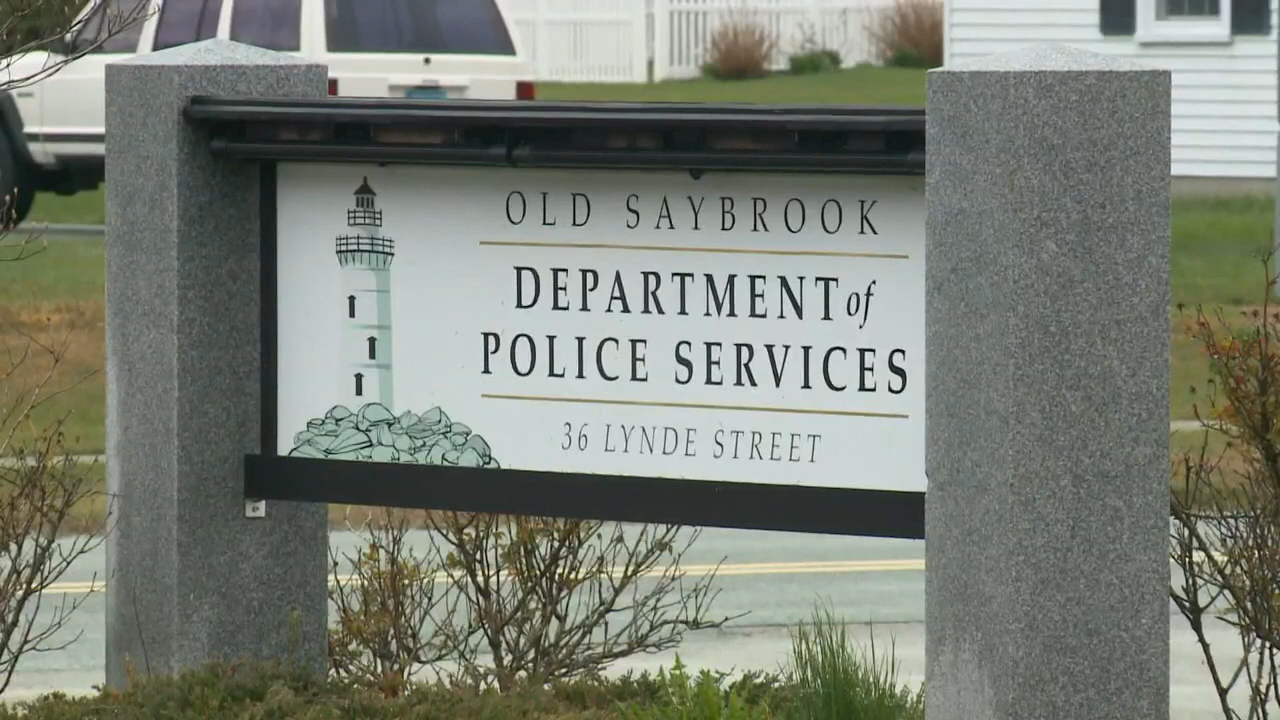 OLD SAYBROOK
DEPARTMENT of
POLICE SERVICES
36 LYNDE STREET